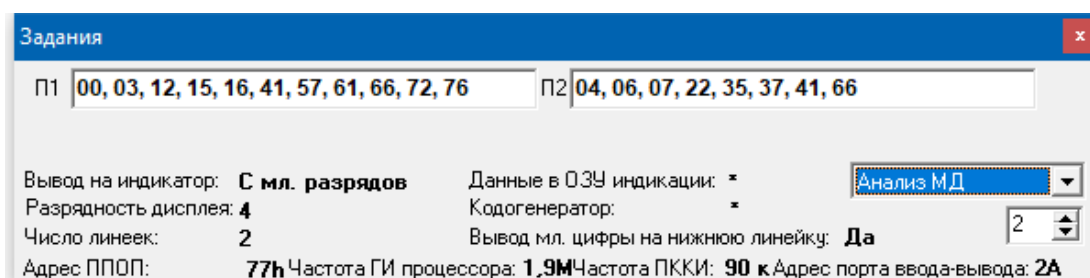 Задания
П1 00, 03, 12, 15, 16, 41, 57, 61, 66, 72, 76 П2 04, 06, 07, 22, 35, 37, 41, 66
Вывод на индикатор: С мл. разрядов Данные в ОЗУ индикации: * Анализ МД
Разрядность дисплея: 4 Кодогенератор: * 2
Число линеек: 2 Вывод мл. цифры на нижнюю линейку: Да
Адрес ППОП: 77h Частота ГИ процессора: 1,9М Частота ПККИ: 90 к Адрес порта ввода-вывода: 2А